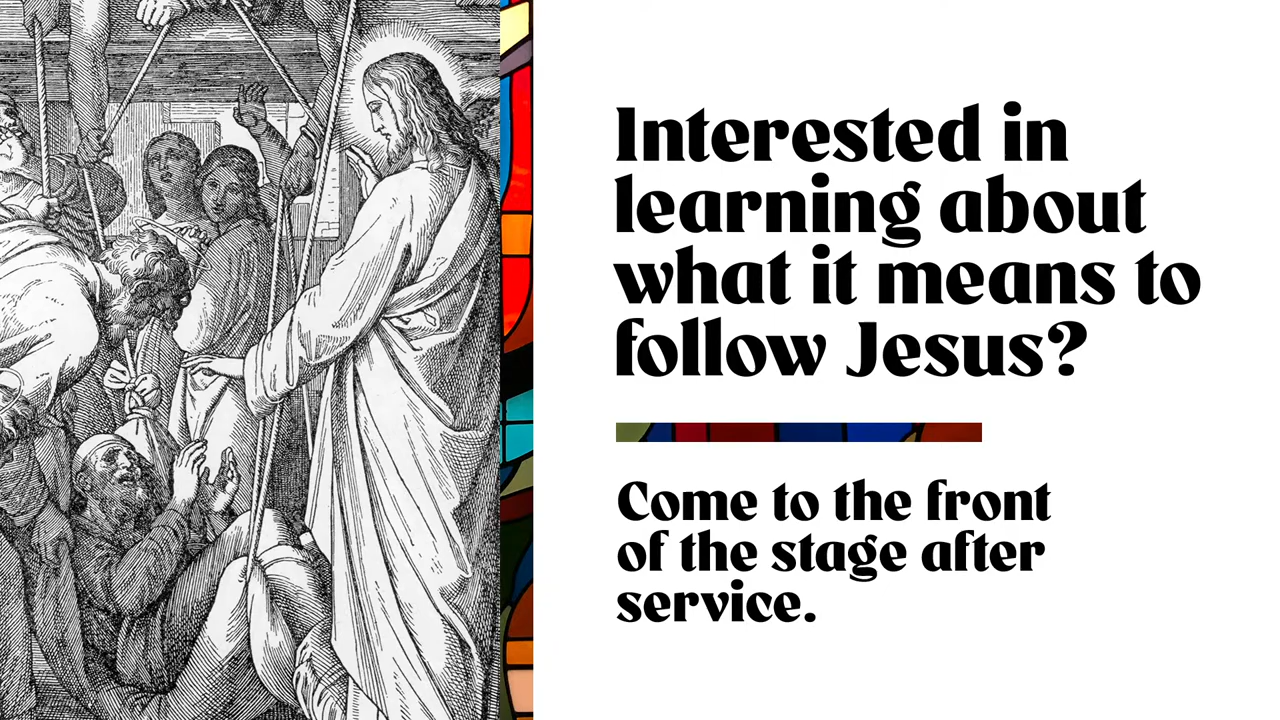 Interested in
learning about
what it means to
follow Jesus?
Come to the front
of the stage after
service.